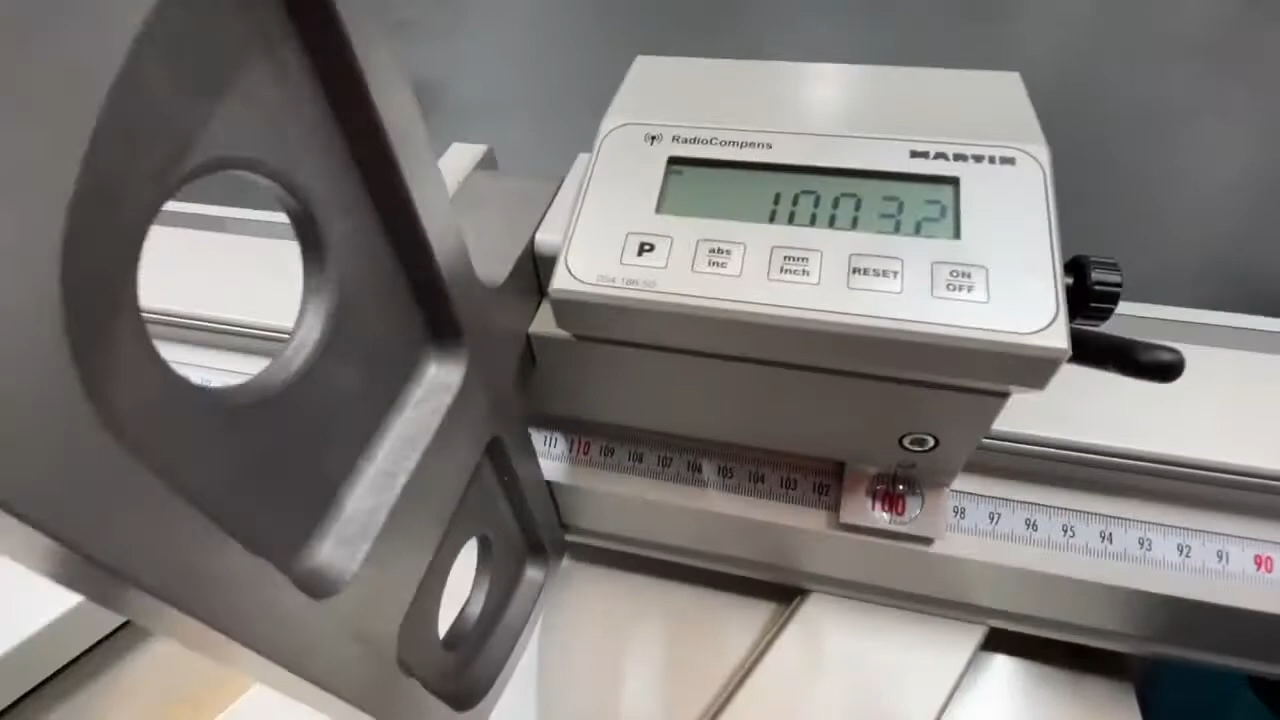 RadioCompens
MARTIN
10032
P
abs
inc
mm
inch
RESET
ON
OFF
111 110 109 108 107 106 105 104 103 102 100 98 97 96 95 94 93 92 91 90